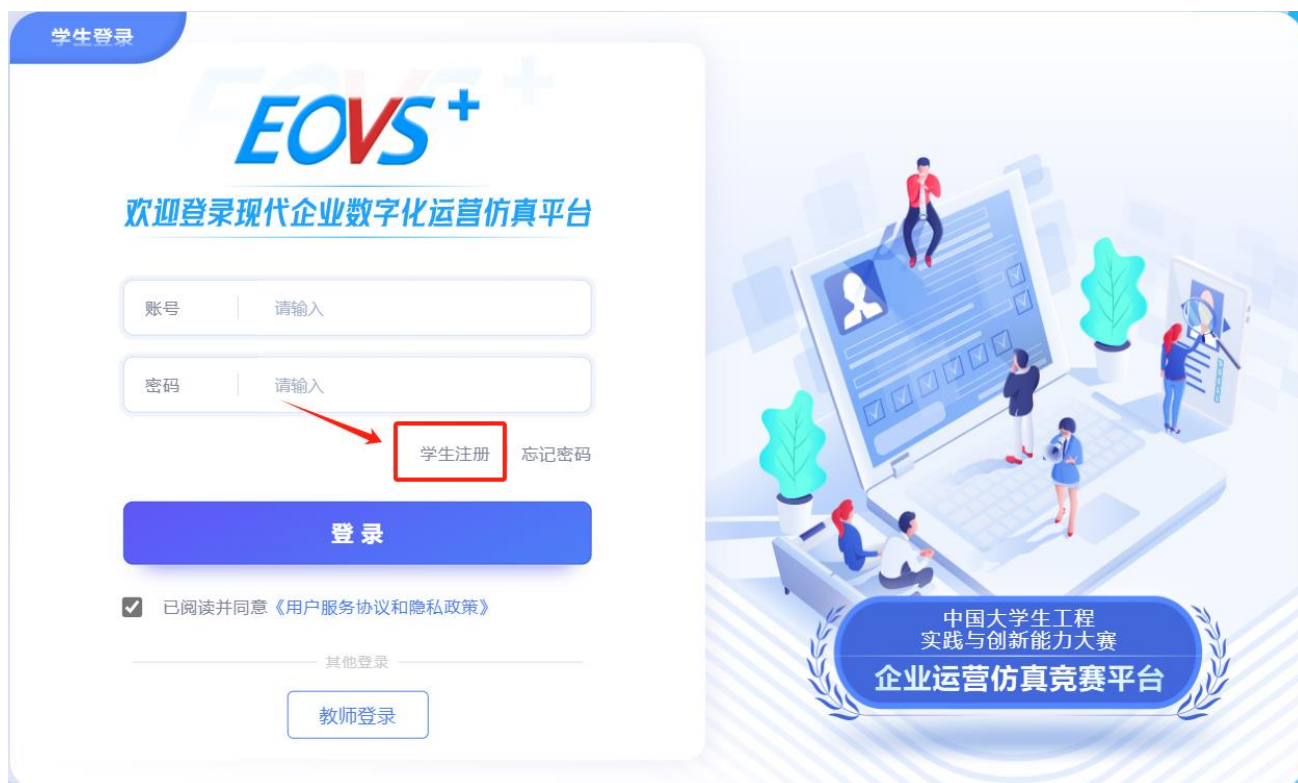 学生登录
EOVS+
欢迎登录现代企业数字化运营仿真平台
账号 请输入
密码 请输入
学生注册 忘记密码
登录
已阅读并同意《用户服务协议和隐私政策》
其他登录
教师登录
中国大学生工程
实践与创新能力大赛
企业运营仿真竞赛平台